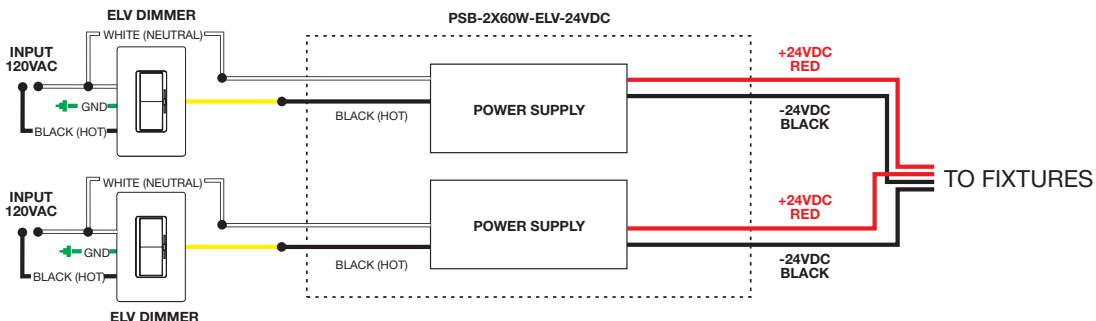 ELV DIMMER
PSB-2X60W-ELV-24VDC
WHITE (NEUTRAL)
INPUT
120VAC
GND
BLACK (HOT)
BLACK (HOT)
POWER SUPPLY
+24VDC
RED
-24VDC
BLACK
TO FIXTURES
WHITE (NEUTRAL)
INPUT
120VAC
GND
BLACK (HOT)
BLACK (HOT)
POWER SUPPLY
+24VDC
RED
-24VDC
BLACK
ELV DIMMER